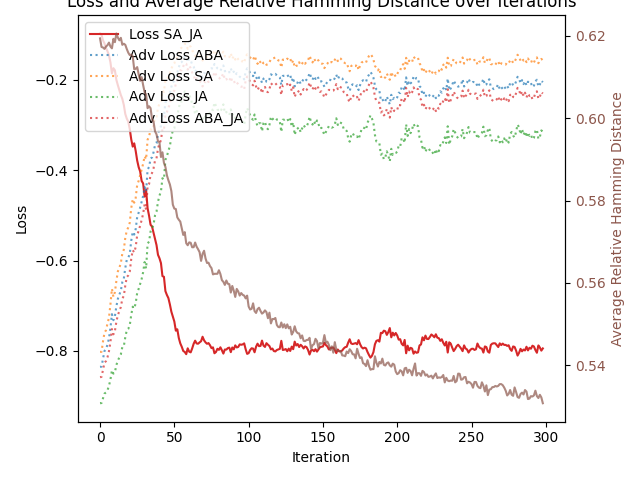 Loss and Average Relative Hamming Distance over Iterations
Loss SA_JA
Adv Loss ABA
Adv Loss SA
Adv Loss JA
Adv Loss ABA_JA
−0.2
−0.4
−0.6
−0.8
Loss
0.62
0.60
0.58
0.56
0.54
Average Relative Hamming Distance
0 50 100 150 200 250 300
Iteration